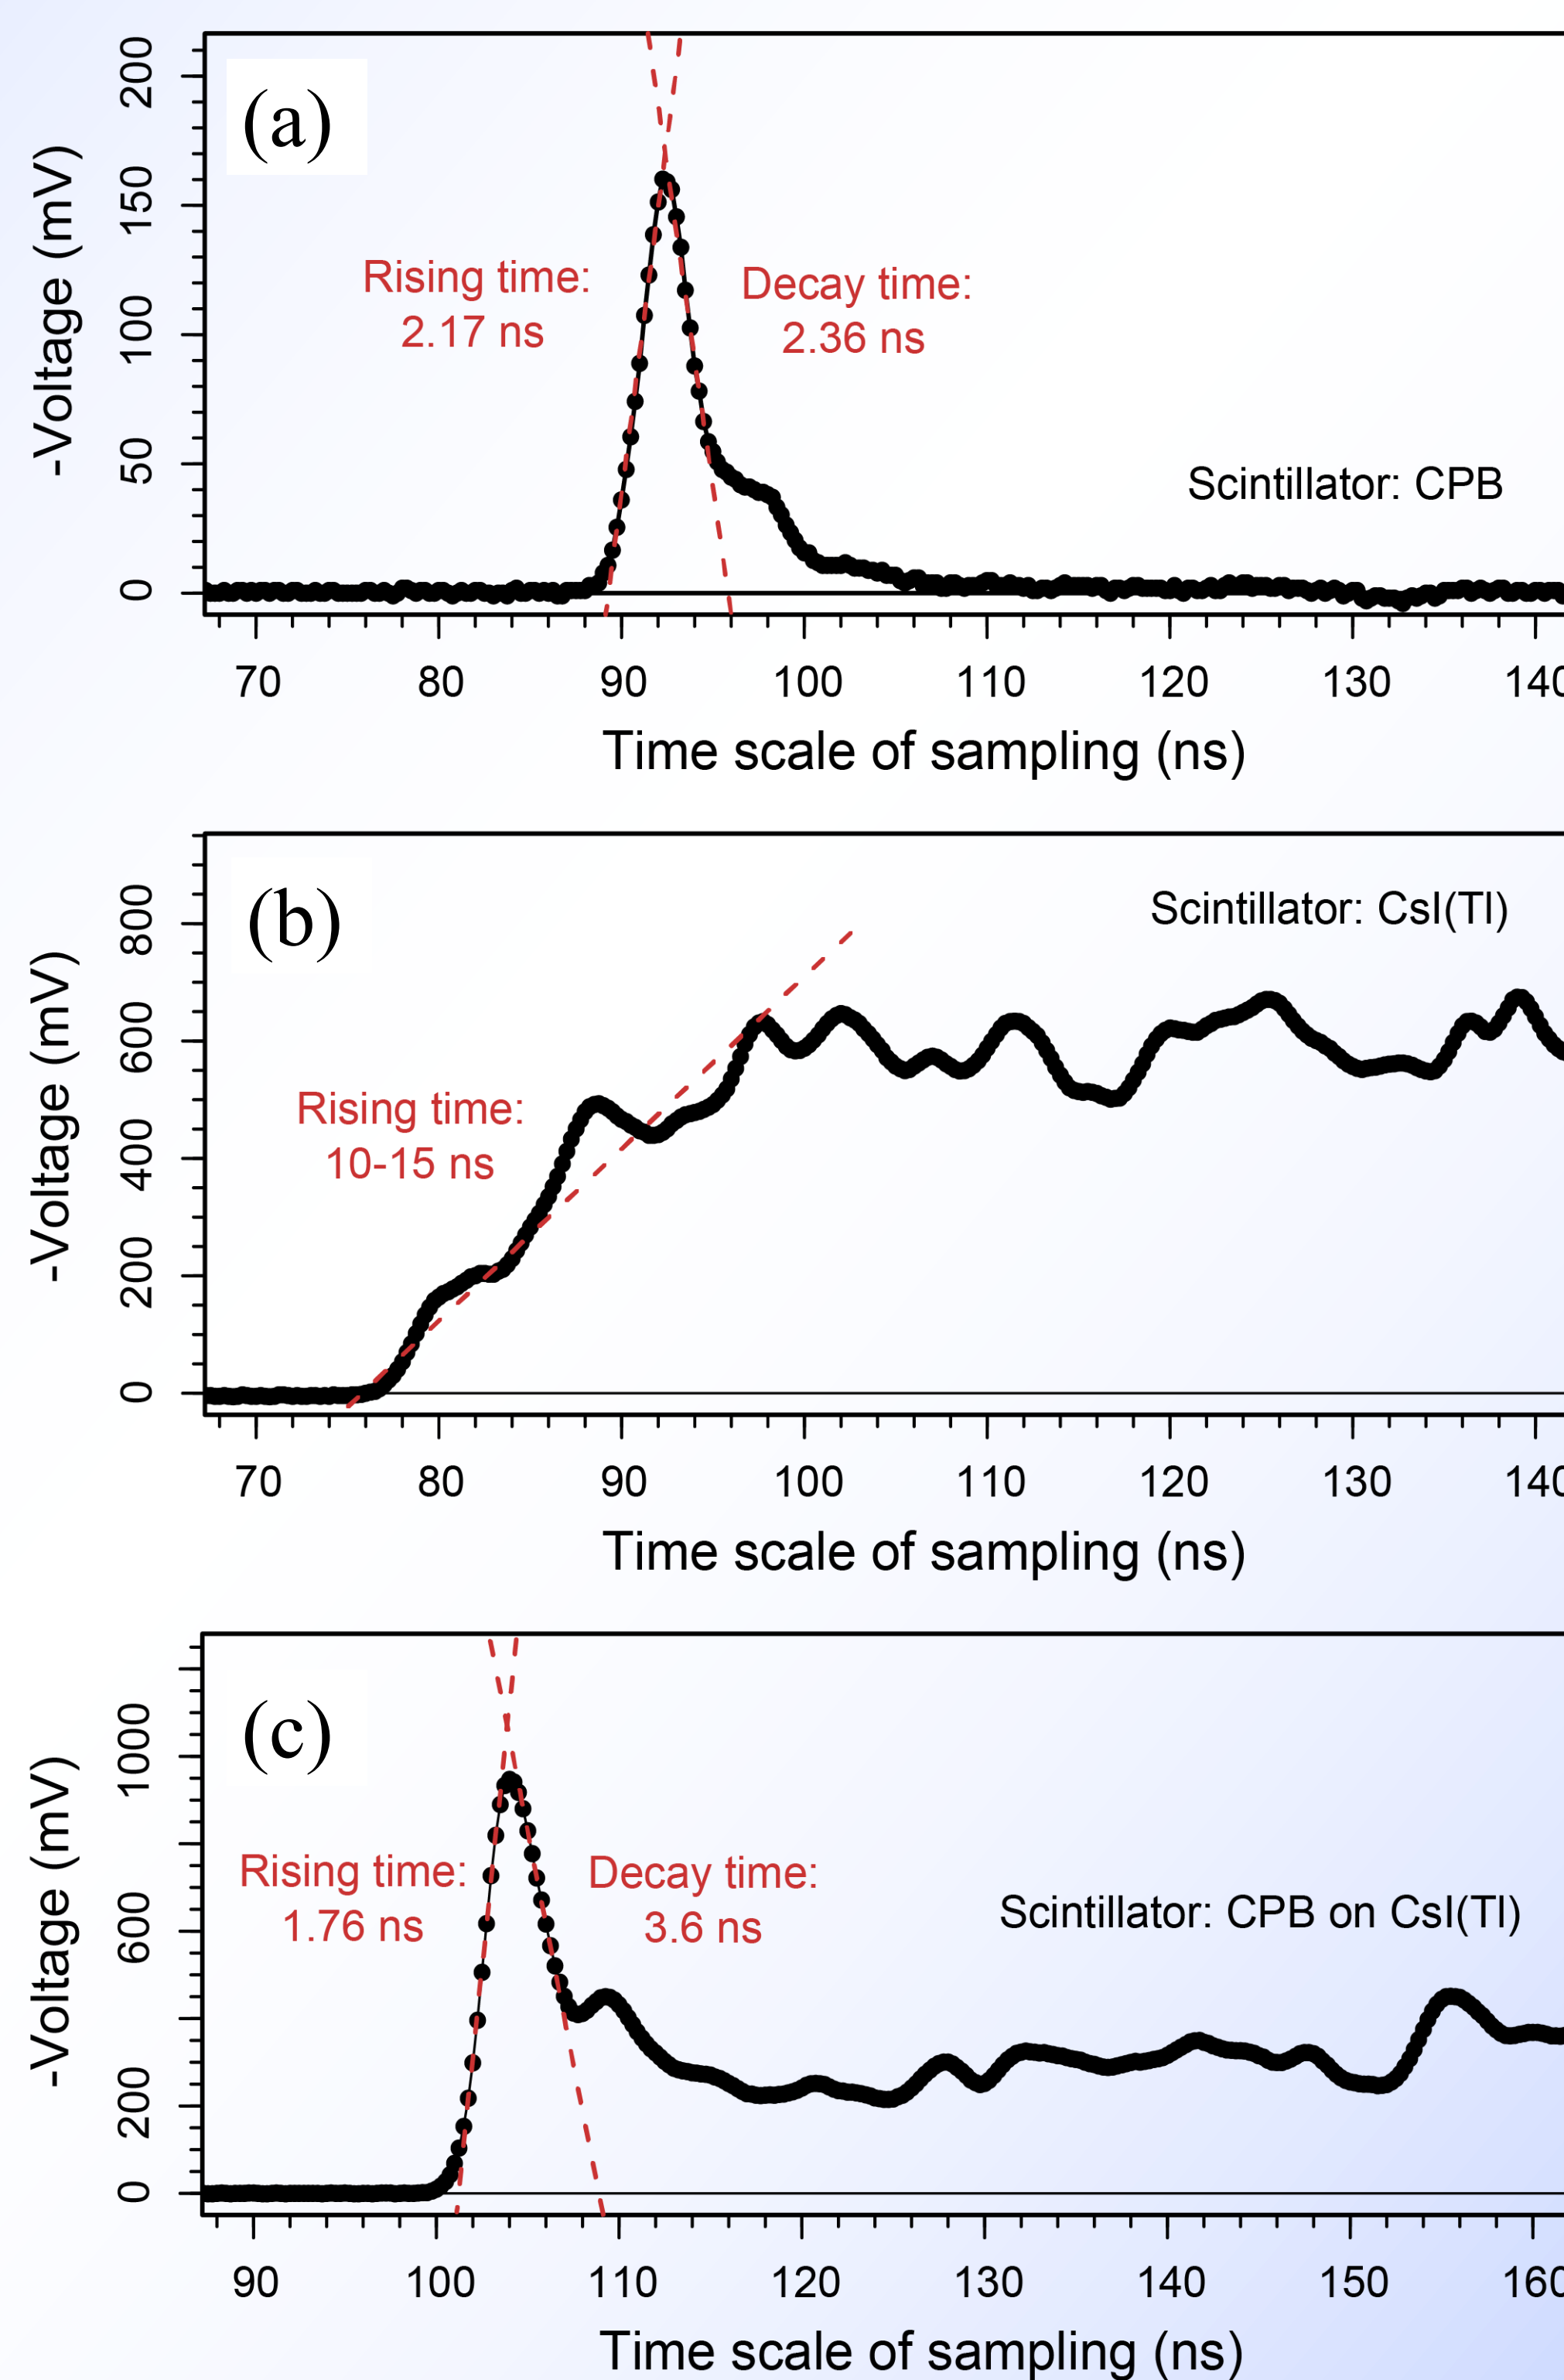 (a)
-Voltage (mV)
200
150
100
50
0
Rising time:
2.17 ns
Decay time:
2.36 ns
Scintillator: CPB
70 80 90 100 110 120 130 140
Time scale of sampling (ns)
(b)
-Voltage (mV)
800
600
400
200
0
Scintillator: CsI(Tl)
Rising time:
10-15 ns
70 80 90 100 110 120 130 140
Time scale of sampling (ns)
(c)
-Voltage (mV)
1000
600
200
0
Rising time:
1.76 ns
Decay time:
3.6 ns
Scintillator: CPB on CsI(Tl)
90 100 110 120 130 140 150 160
Time scale of sampling (ns)